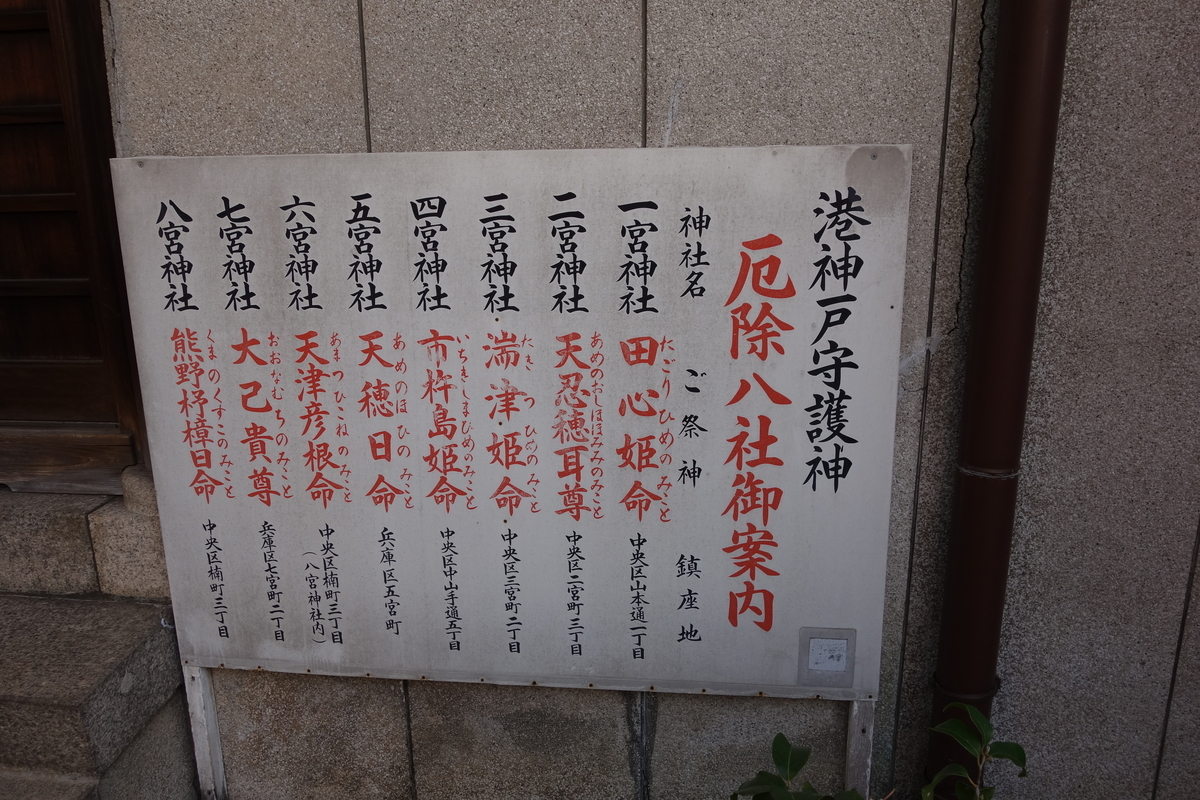 港神戸守護神
厄除八社御案内
神社名 ご祭神 鎮座地
一宮神社 田心姫命 たごりひめのみこと 中央区山本通一丁目
二宮神社 天忍穂耳尊 あめのおしほほみみのみこと 中央区二宮町三丁目
三宮神社 湍津姫命 たきつひめのみこと 中央区三宮町二丁目
四宮神社 市杵島姫命 いちきしまひめのみこと 中央区中山手通五丁目
五宮神社 天穂日命 あめのほひのみこと 兵庫区五宮町
六宮神社 天津彦根命 あまつひこねのみこと 中央区楠町三丁目
(八宮神社内)
七宮神社 大己貴尊 おおなむちのみこと 兵庫区七宮町二丁目
八宮神社 熊野杼樟日命 くまのくすこのみこと 中央区楠町三丁目